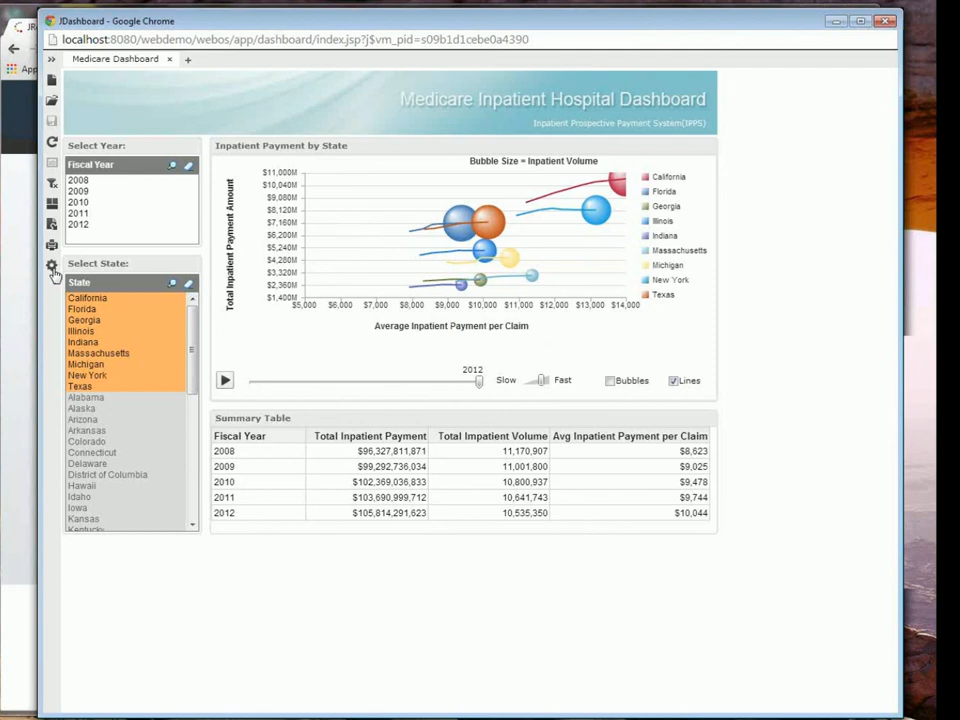 JDashboard - Google Chrome
localhost:8080/webdemo/webos/app/dashboard/index.jsp?j$vm_pid=s09b1d1cebe0a4390
Medicare Dashboard × +
App
Medicare Inpatient Hospital Dashboard
Inpatient Prospective Payment System(IPPS)
Select Year:
Fiscal Year
2008
2009
2010
2011
2012
Select State:
State
California
Florida
Georgia
Illinois
Indiana
Massachusetts
Michigan
New York
Texas
Alabama
Alaska
Arizona
Arkansas
Colorado
Connecticut
Delaware
District of Columbia
Hawaii
Idaho
Iowa
Kansas
Kentucky
Inpatient Payment by State
Bubble Size = Inpatient Volume
Total Inpatient Payment Amount
$11,000M
$10,040M
$9,080M
$8,120M
$7,160M
$6,200M
$5,240M
$4,280M
$3,320M
$2,360M
$1,400M
$5,000 $6,000 $7,000 $8,000 $9,000 $10,000 $11,000 $12,000 $13,000 $14,000
Average Inpatient Payment per Claim
California
Florida
Georgia
Illinois
Indiana
Massachusetts
Michigan
New York
Texas
2012
Slow Fast Bubbles Lines
Summary Table
Fiscal Year Total Inpatient Payment Total Impatient Volume Avg Inpatient Payment per Claim
2008 $96,327,811,871 11,170,907 $8,623
2009 $99,292,736,034 11,001,800 $9,025
2010 $102,369,036,833 10,800,937 $9,478
2011 $103,690,999,712 10,641,743 $9,744
2012 $105,814,291,623 10,535,350 $10,044